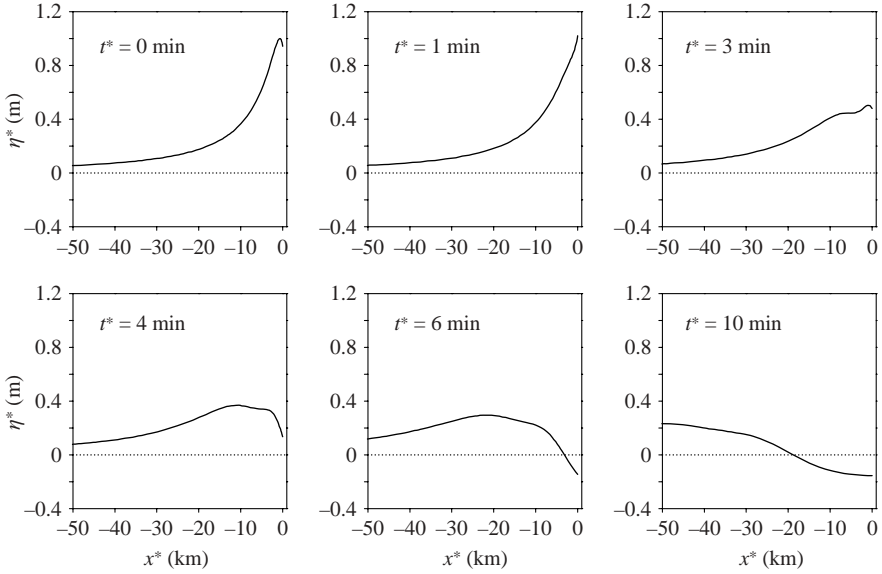 1.2
0.8
0.4
0
–0.4
η* (m)
t* = 0 min
–50 –40 –30 –20 –10 0
1.2
0.8
0.4
0
–0.4
t* = 1 min
–50 –40 –30 –20 –10 0
1.2
0.8
0.4
0
–0.4
t* = 3 min
–50 –40 –30 –20 –10 0
1.2
0.8
0.4
0
–0.4
η* (m)
t* = 4 min
–50 –40 –30 –20 –10 0
x* (km)
1.2
0.8
0.4
0
–0.4
t* = 6 min
–50 –40 –30 –20 –10 0
x* (km)
1.2
0.8
0.4
0
–0.4
t* = 10 min
–50 –40 –30 –20 –10 0
x* (km)